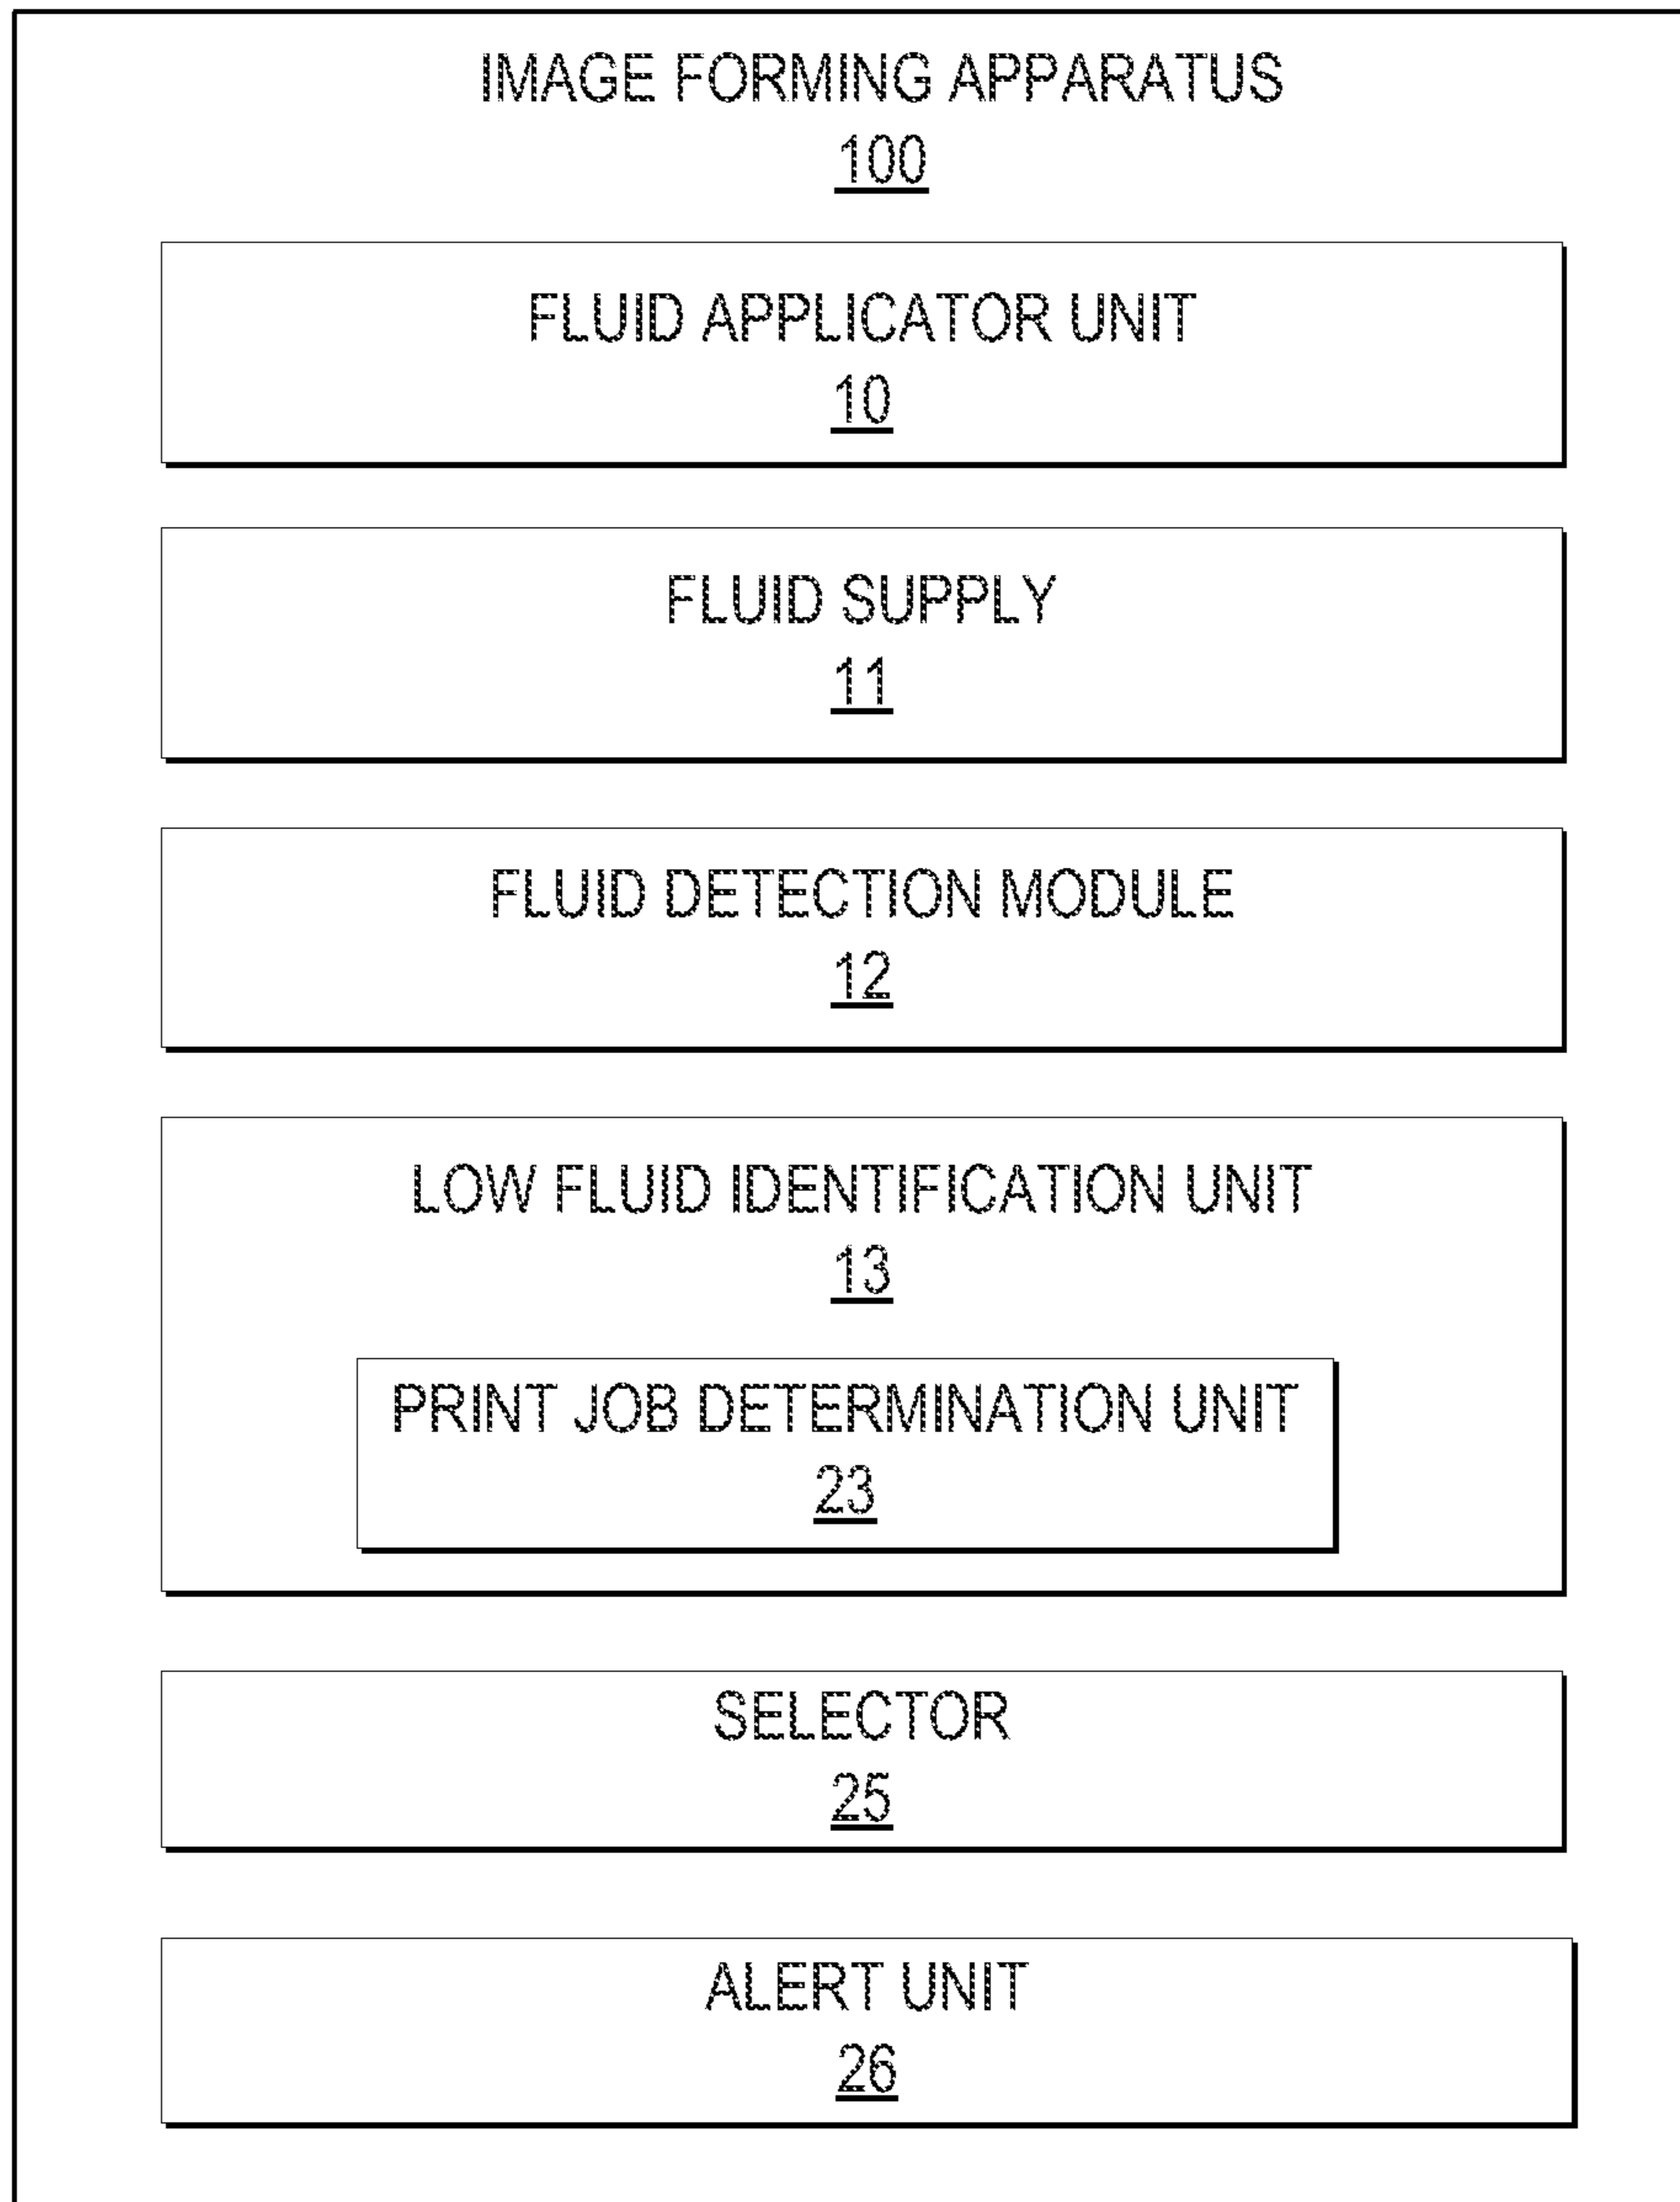 IMAGE FORMING APPARATUS
100
FLUID APPLICATOR UNIT
10
FLUID SUPPLY
11
FLUID DETECTION MODULE
12
LOW FLUID IDENTIFICATION UNIT
13
PRINT JOB DETERMINATION UNIT
23
SELECTOR
25
ALERT UNIT
26